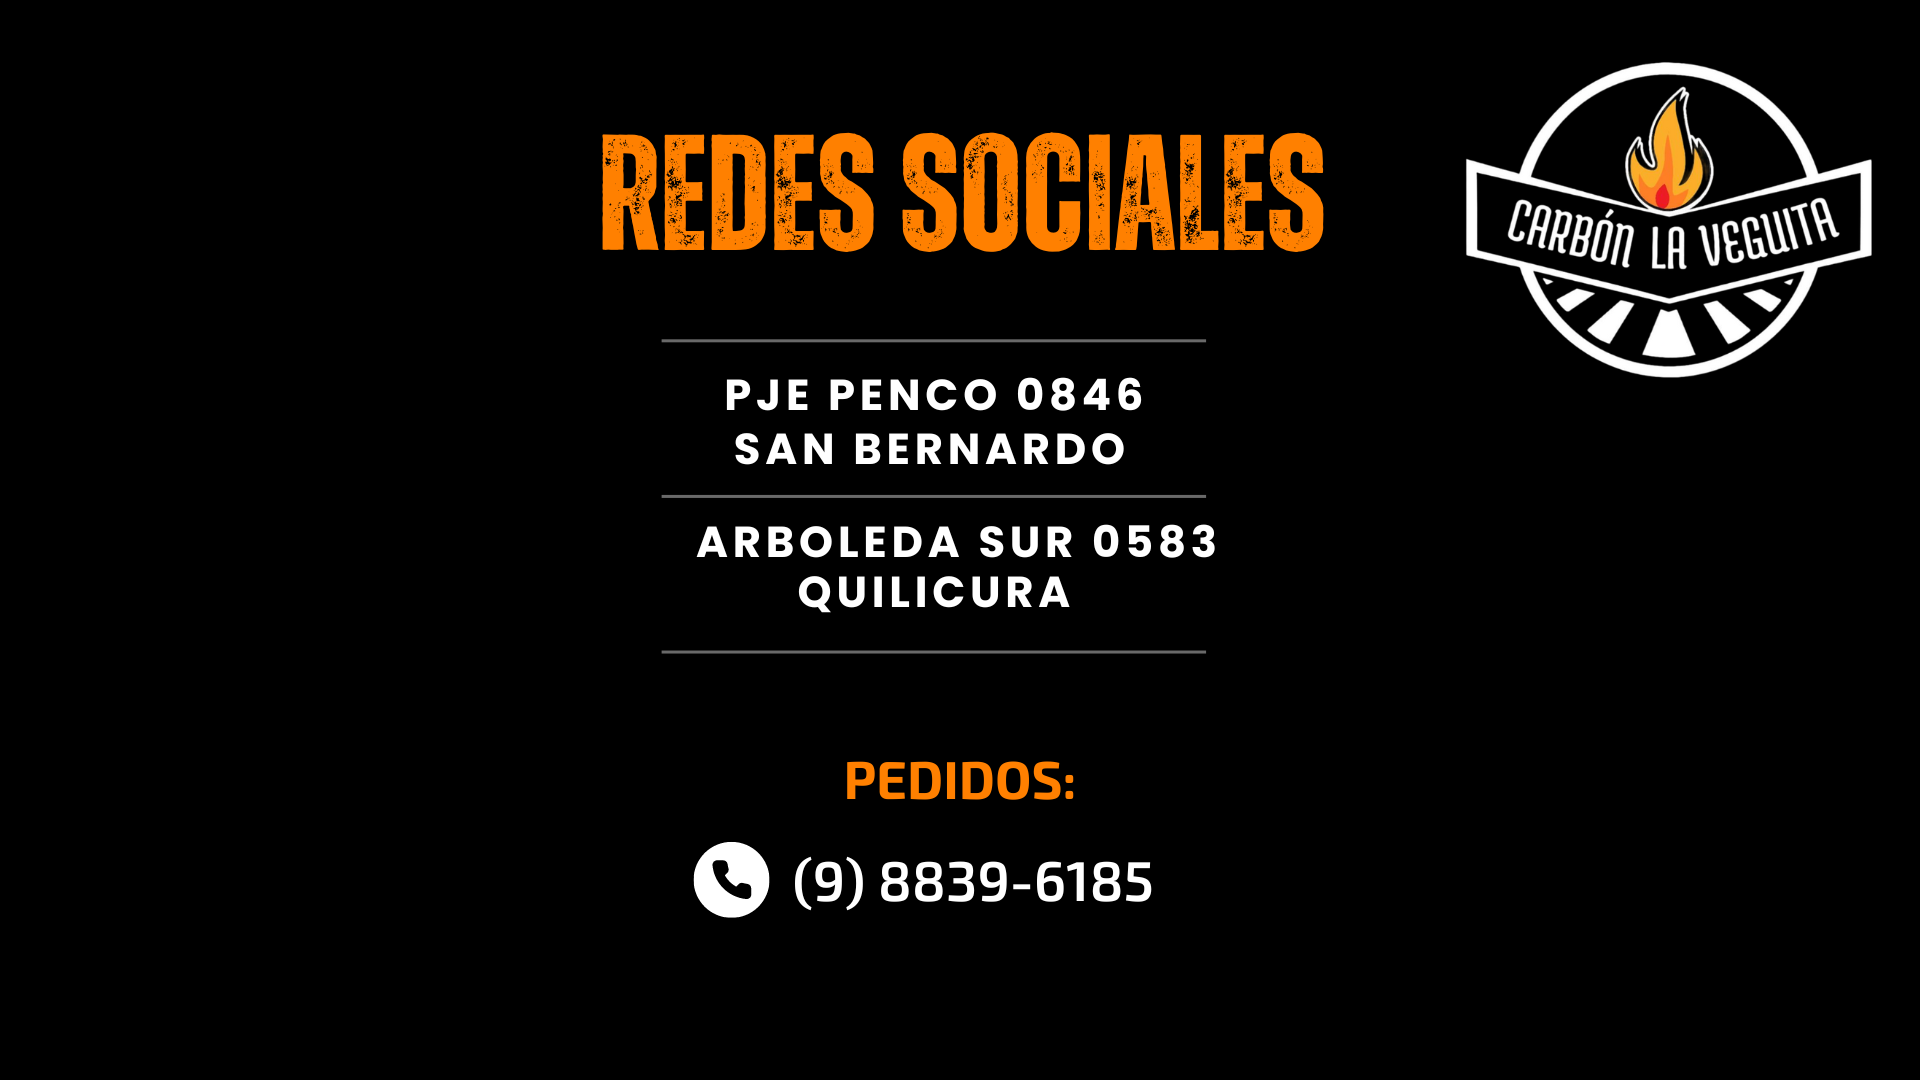 REDES SOCIALES
CARBÓN LA VEGUITA
PJE PENCO 0846
SAN BERNARDO
ARBOLEDA SUR 0583
QUILICURA
PEDIDOS:
(9) 8839-6185